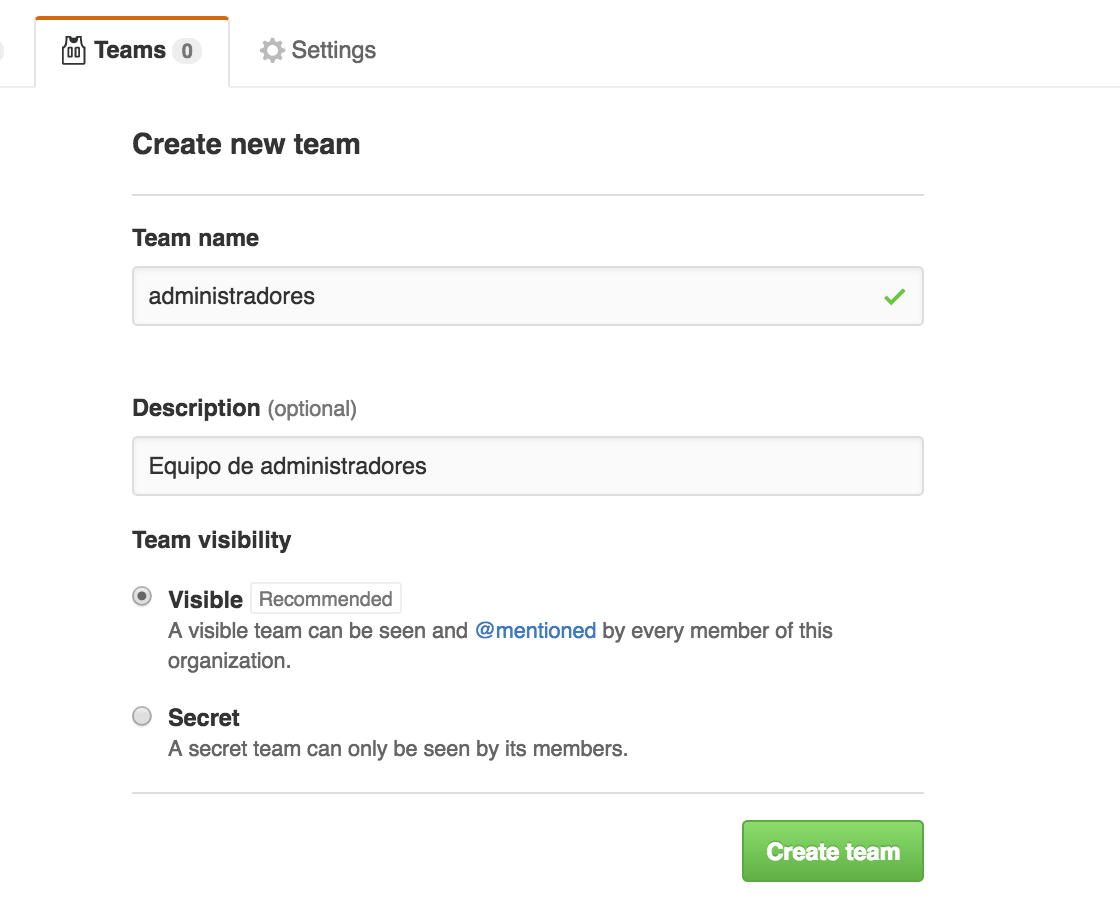 Teams 0 Settings
Create new team
Team name
administradores
Description (optional)
Equipo de administradores
Team visibility
Visible Recommended
A visible team can be seen and @mentioned by every member of this
organization.
Secret
A secret team can only be seen by its members.
Create team